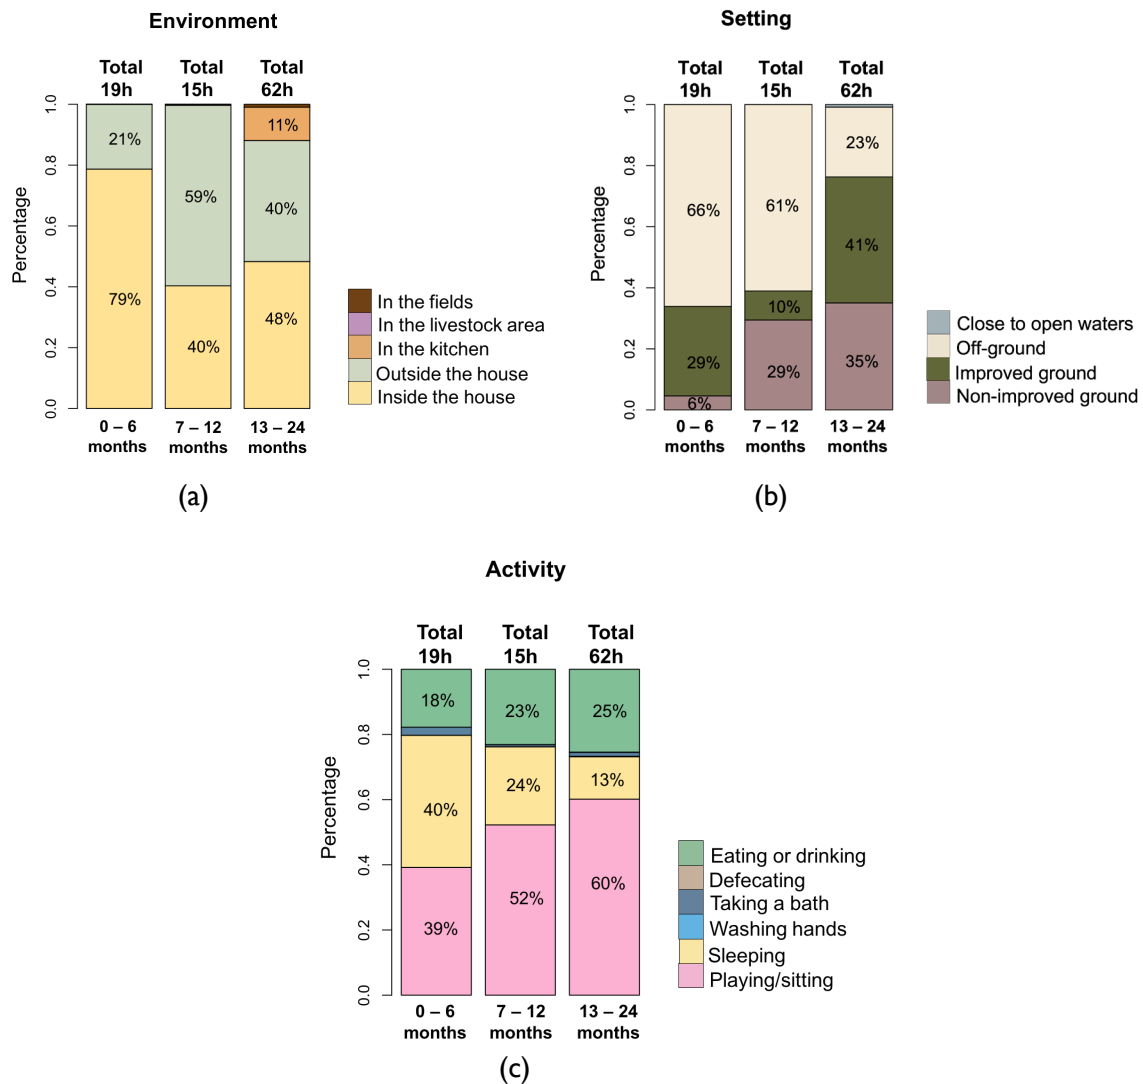 Environment
Total
19h
Total
15h
Total
62h
Percentage
1.0
0.8
0.6
0.4
0.2
0.0
21%
79%
59%
40%
11%
40%
48%
In the fields
In the livestock area
In the kitchen
Outside the house
Inside the house
0 – 6
months
7 – 12
months
13 – 24
months
(a)
Setting
Total
19h
Total
15h
Total
62h
Percentage
1.0
0.8
0.6
0.4
0.2
0.0
66%
29%
6%
61%
10%
29%
23%
41%
35%
Close to open waters
Off-ground
Improved ground
Non-improved ground
0 – 6
months
7 – 12
months
13 – 24
months
(b)
Activity
Total
19h
Total
15h
Total
62h
Percentage
1.0
0.8
0.6
0.4
0.2
0.0
18%
40%
39%
23%
24%
52%
25%
13%
60%
Eating or drinking
Defecating
Taking a bath
Washing hands
Sleeping
Playing/sitting
0 – 6
months
7 – 12
months
13 – 24
months
(c)